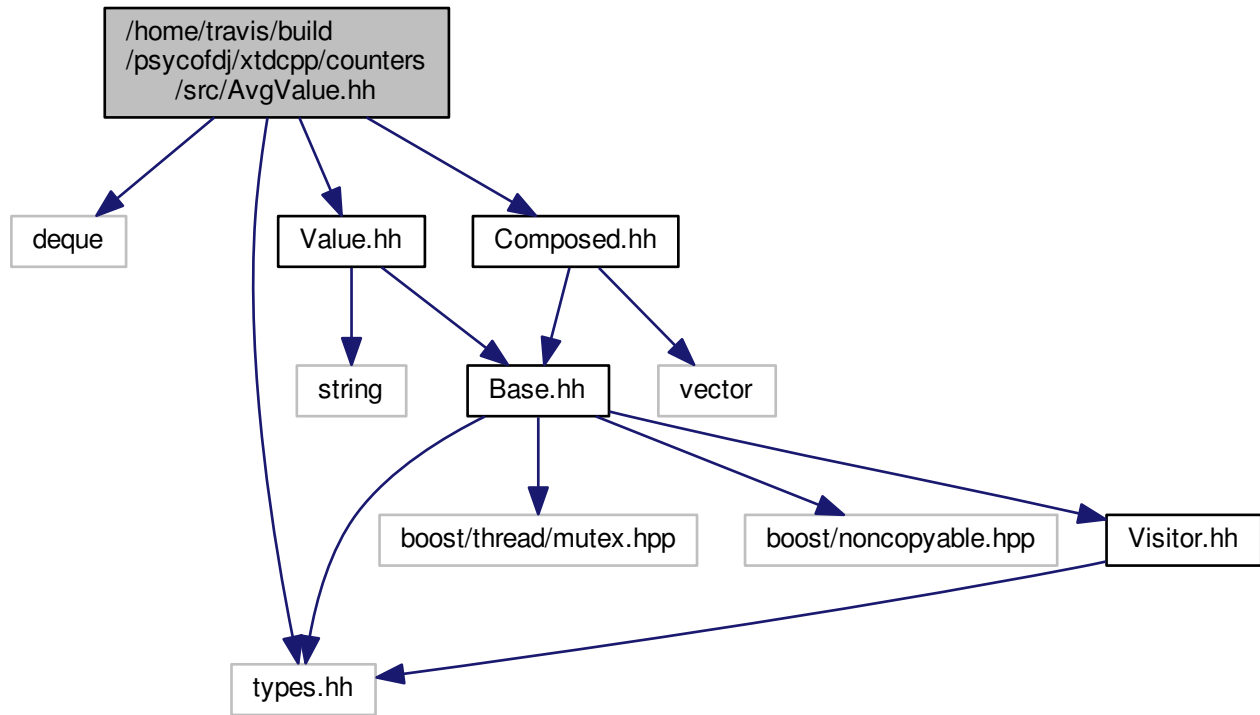 /home/travis/build
/psycofdj/xtdcpp/counters
/src/AvgValue.hh
deque
Value.hh
Composed.hh
string
Base.hh
vector
boost/thread/mutex.hpp
boost/noncopyable.hpp
Visitor.hh
types.hh